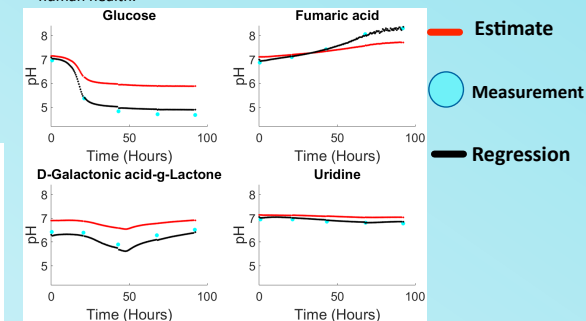 human health.
Glucose
8
7
6
5
pH
0 50 100
Time (Hours)
Fumaric acid
8
7
6
5
pH
0 50 100
Time (Hours)
Estimate
Measurement
Regression
D-Galactonic acid-g-Lactone
8
7
6
5
pH
0 50 100
Time (Hours)
Uridine
8
7
6
5
pH
0 50 100
Time (Hours)